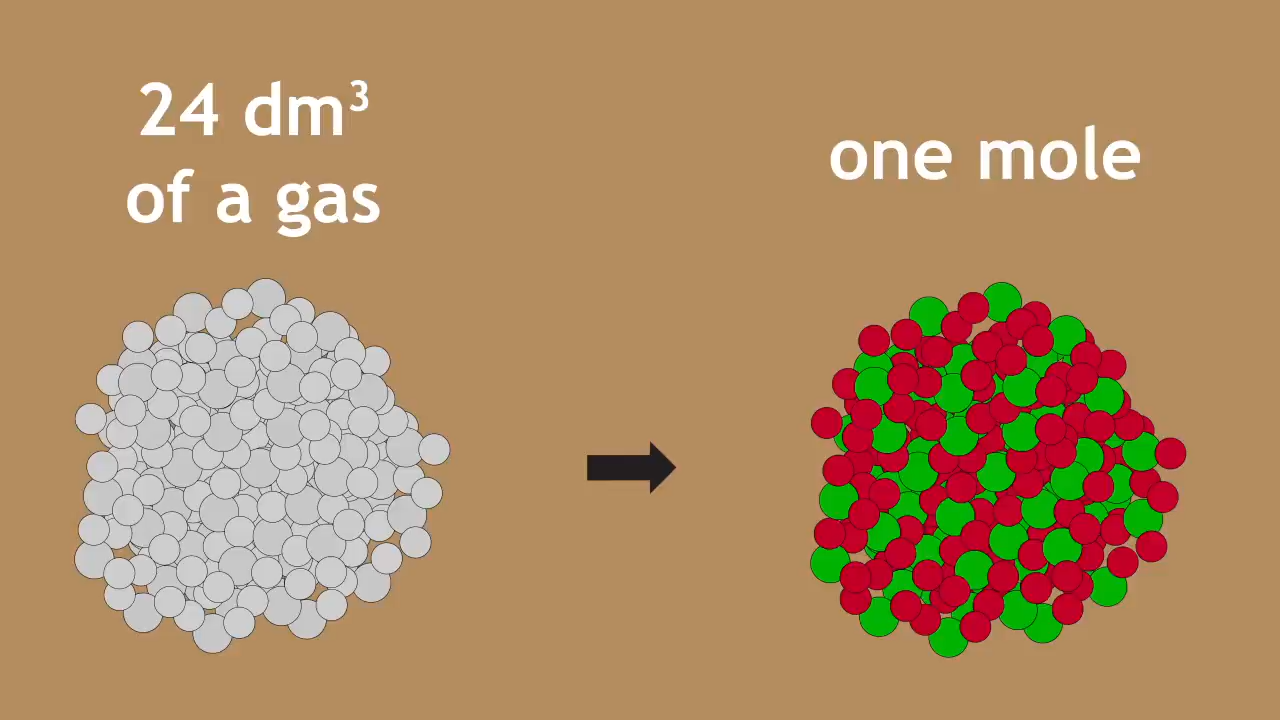 24 dm³
of a gas
one mole